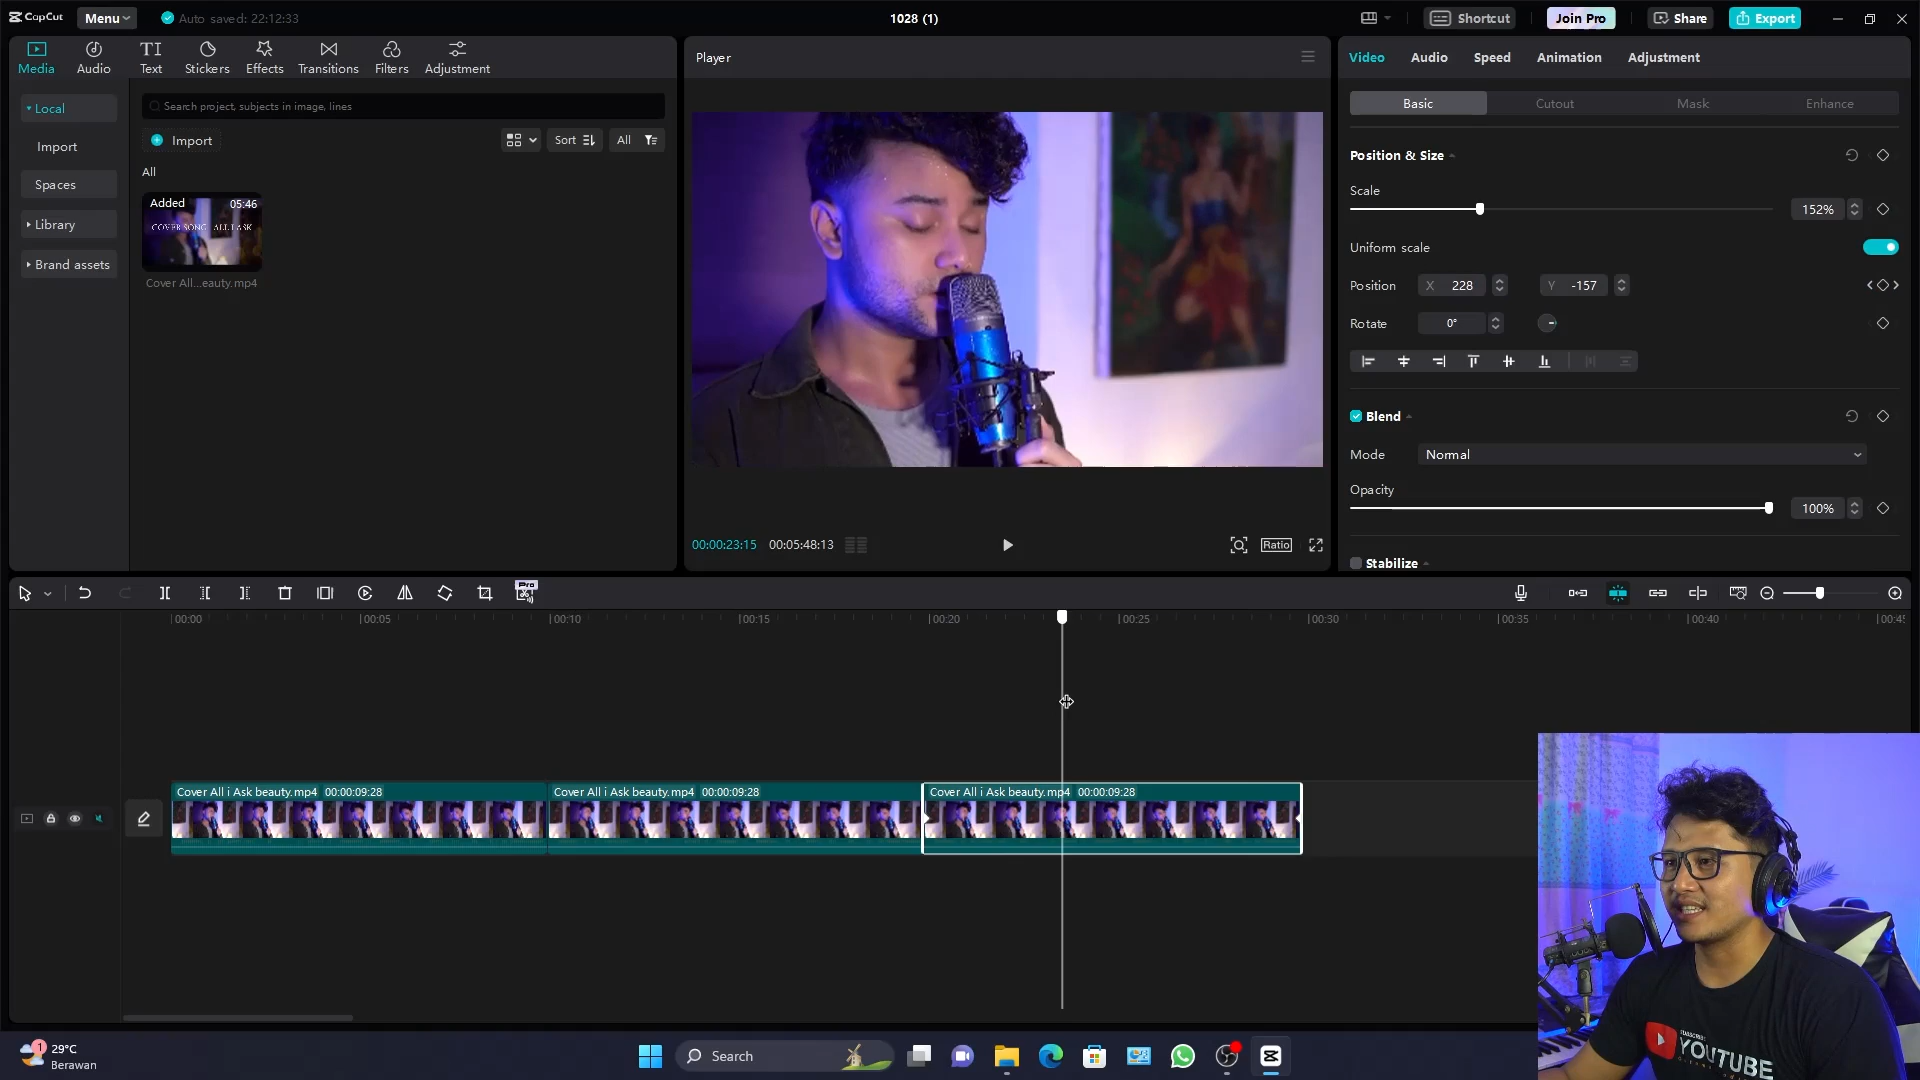 CapCut
Menu
Auto saved: 22:12:33
1028 (1)
Shortcut
Join Pro
Share
Export
Media
Audio
TI
Text
Stickers
Effects
Transitions
Filters
Adjustment
Local
Import
Spaces
Library
Brand assets
Search project, subjects in image, lines
Import
Sort
All
All
Added
05:46
COVER SONG ALL I ASK
Cover All...eauty.mp4
Player
00:00:23:15
00:05:48:13
Ratio
Video
Audio
Speed
Animation
Adjustment
Basic
Cutout
Mask
Enhance
Position & Size
Scale
152%
Uniform scale
Position
X 228
Y -157
Rotate
0°
Blend
Mode
Normal
Opacity
100%
Stabilize
Pro
00:00
00:05
00:10
00:15
00:20
00:25
00:30
00:35
00:40
00:45
Cover All i Ask beauty.mp4 00:00:09:28
Cover All i Ask beauty.mp4 00:00:09:28
Cover All i Ask beauty.mp4 00:00:09:28
YOUTUBE
1
29°C
Berawan
Search